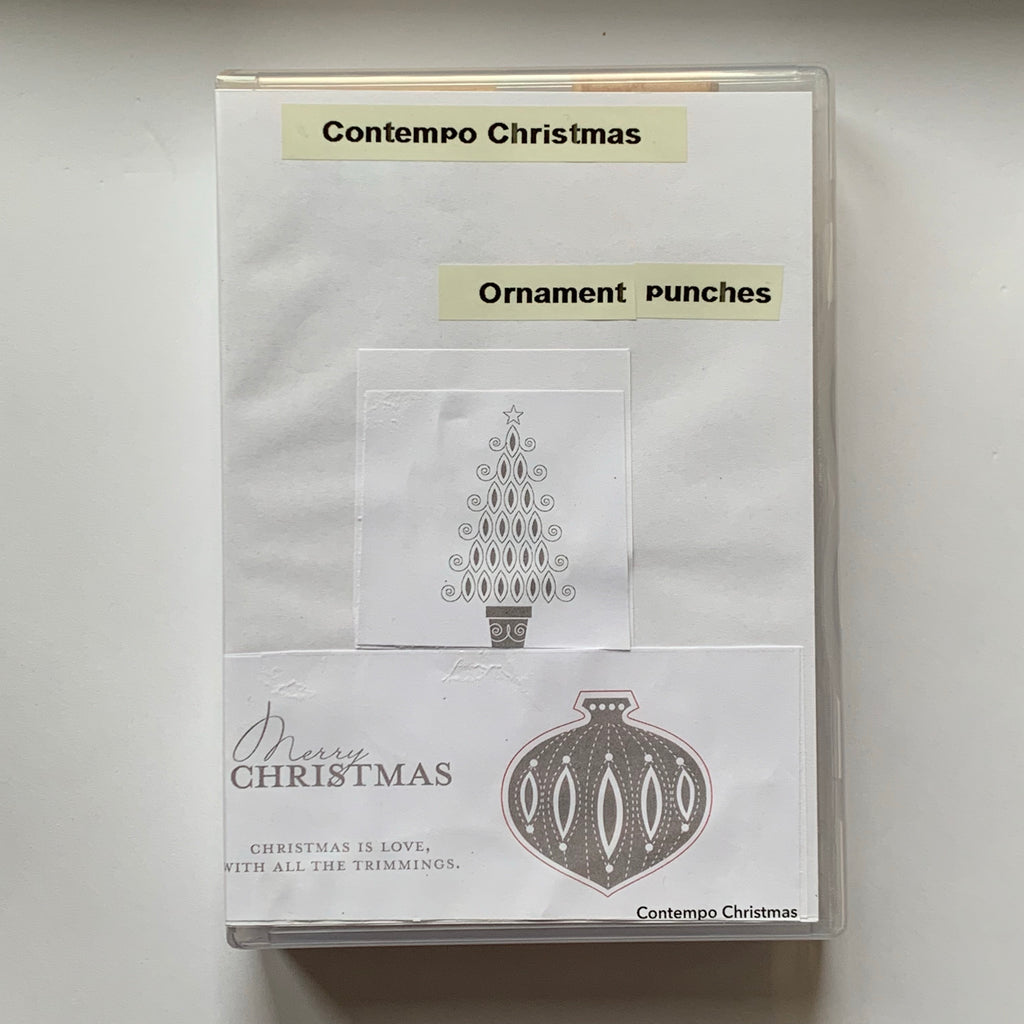 Contempo Christmas
Ornament punches
Merry
CHRISTMAS
CHRISTMAS IS LOVE,
WITH ALL THE TRIMMINGS.
Contempo Christmas